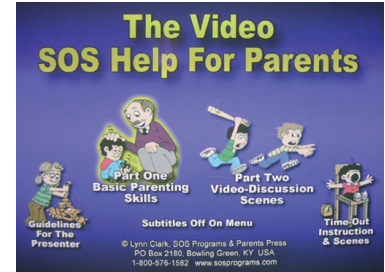 The Video
SOS Help For Parents
Part One
Basic Parenting
Skills
Part Two
Video-Discussion
Scenes
Guidelines
For The
Presenter
Time-Out
Instruction
& Scenes
Subtitles Off On Menu
© Lynn Clark, SOS Programs & Parents Press
PO Box 2180, Bowling Green, KY USA
1-800-576-1582 www.sosprograms.com